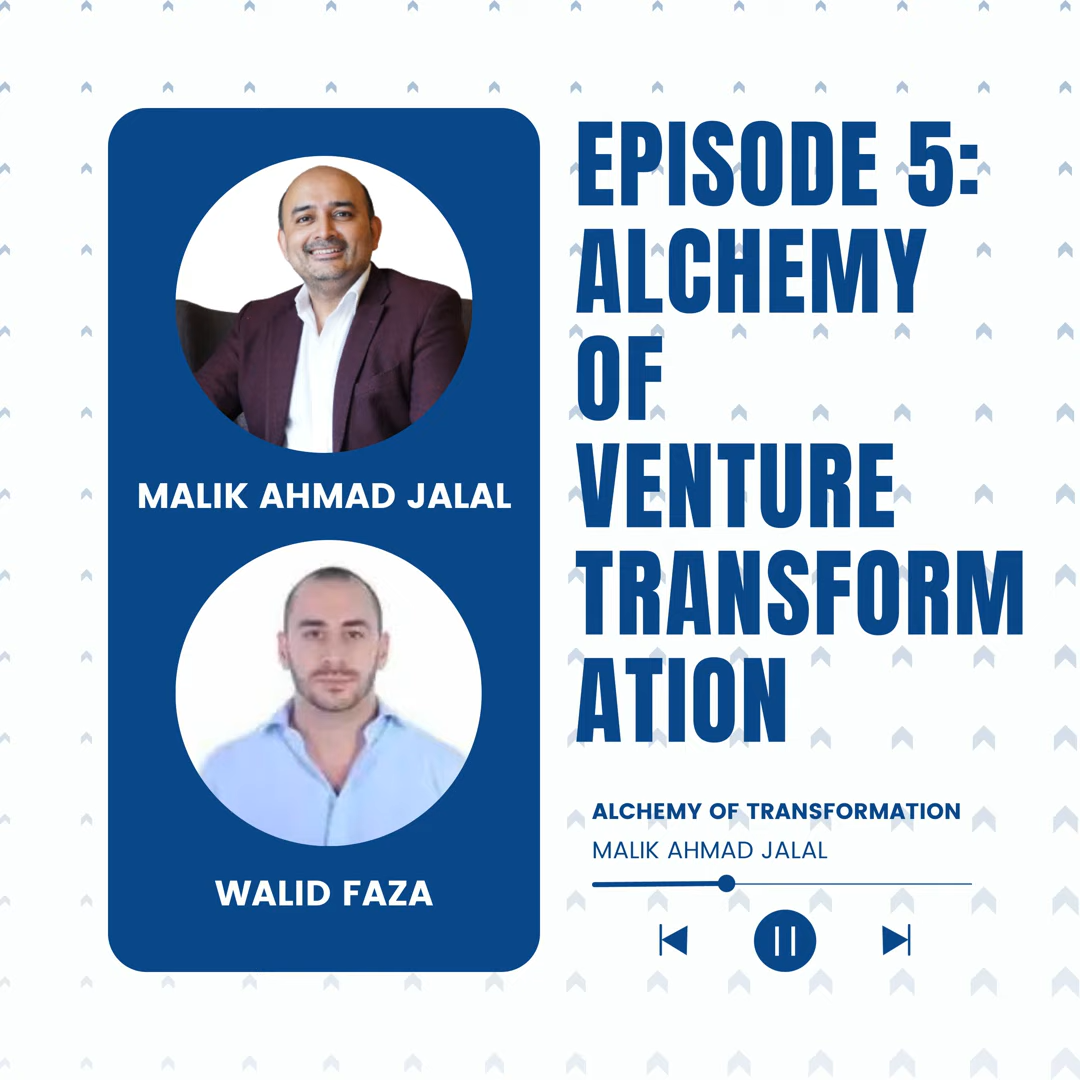 MALIK AHMAD JALAL
WALID FAZA
EPISODE 5:
ALCHEMY
OF
VENTURE
TRANSFORM
ATION
ALCHEMY OF TRANSFORMATION
MALIK AHMAD JALAL